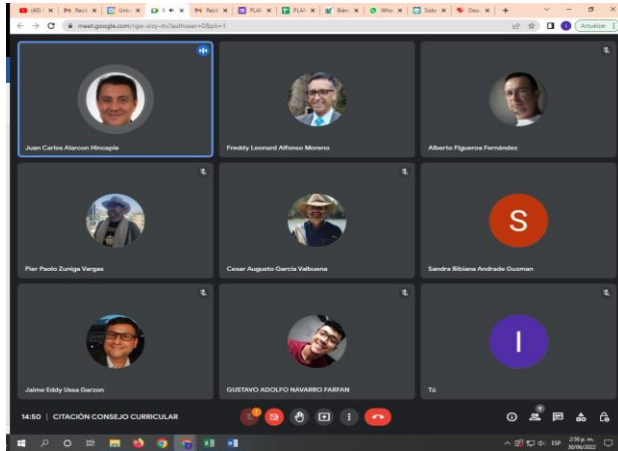 meet.google.com/
Actualizar
Juan Carlos Alarcon Hincapie
Freddy Leonard Alfonso Moreno
Alberto Figueroa Fernández
Pier Paolo Zuniga Vargas
Cesar Augusto Garcia Valbuena
S
Sandra Bibiana Andrade Guzman
Jaime Eddy Ussa Garzon
GUSTAVO ADOLFO NAVARRO FARFAN
I
Tú
14:50 | CITACIÓN CONSEJO CURRICULAR
ESP
2:50 p. m.
30/06/2022